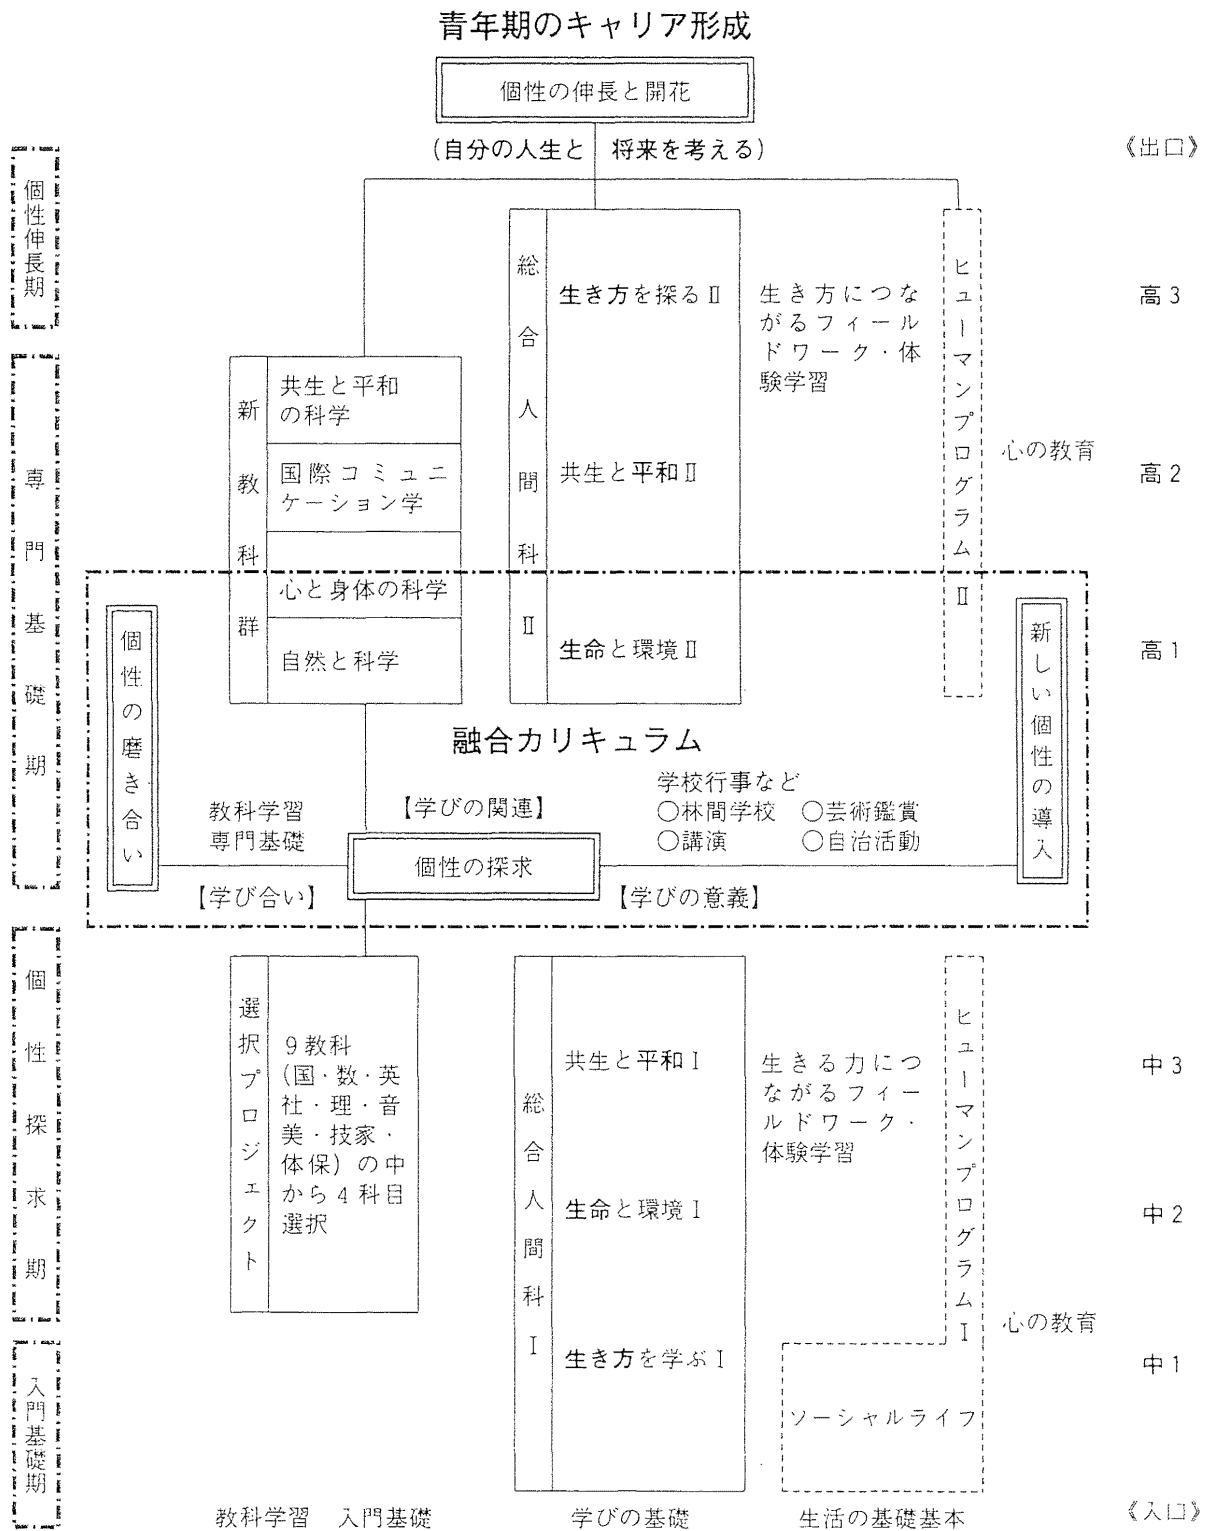 青年期のキャリア形成
個性の伸長と開花
(自分の人生と 将来を考える)
《出口》
個性伸長期
高3
総合人間科Ⅱ
生き方を探るⅡ
生き方につな
がるフィール
ドワーク・体
験学習
ヒューマンプログラムⅡ
専門基礎期
新教科群
共生と平和
の科学
国際コミュニ
ケーション学
心と身体の科学
自然と科学
共生と平和Ⅱ
心の教育
高2
生命と環境Ⅱ
高1
個性の磨き合い
新しい個性の導入
融合カリキュラム
教科学習
専門基礎
【学びの関連】
学校行事など
○林間学校 ○芸術鑑賞
○講演 ○自治活動
個性の探求
【学び合い】
【学びの意義】
個性探求期
選択プロジェクト
9教科
(国・数・英
社・理・音
美・技家・
体保)の中
から4科目
選択
総合人間科Ⅰ
共生と平和Ⅰ
生きる力につ
ながるフィー
ルドワーク・
体験学習
ヒューマンプログラムⅠ
中3
生命と環境Ⅰ
中2
心の教育
生き方を学ぶⅠ
中1
入門基礎期
ソーシャルライフ
教科学習 入門基礎
学びの基礎
生活の基礎基本
《入口》